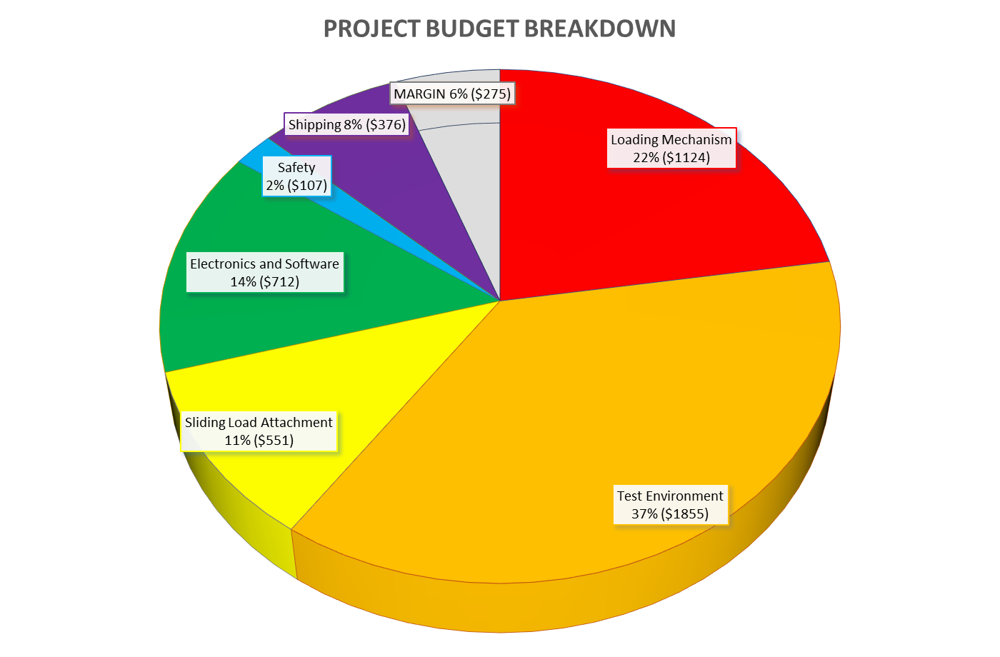 PROJECT BUDGET BREAKDOWN
MARGIN 6% ($275)
Shipping 8% ($376)
Loading Mechanism
22% ($1124)
Safety
2% ($107)
Electronics and Software
14% ($712)
Sliding Load Attachment
11% ($551)
Test Environment
37% ($1855)